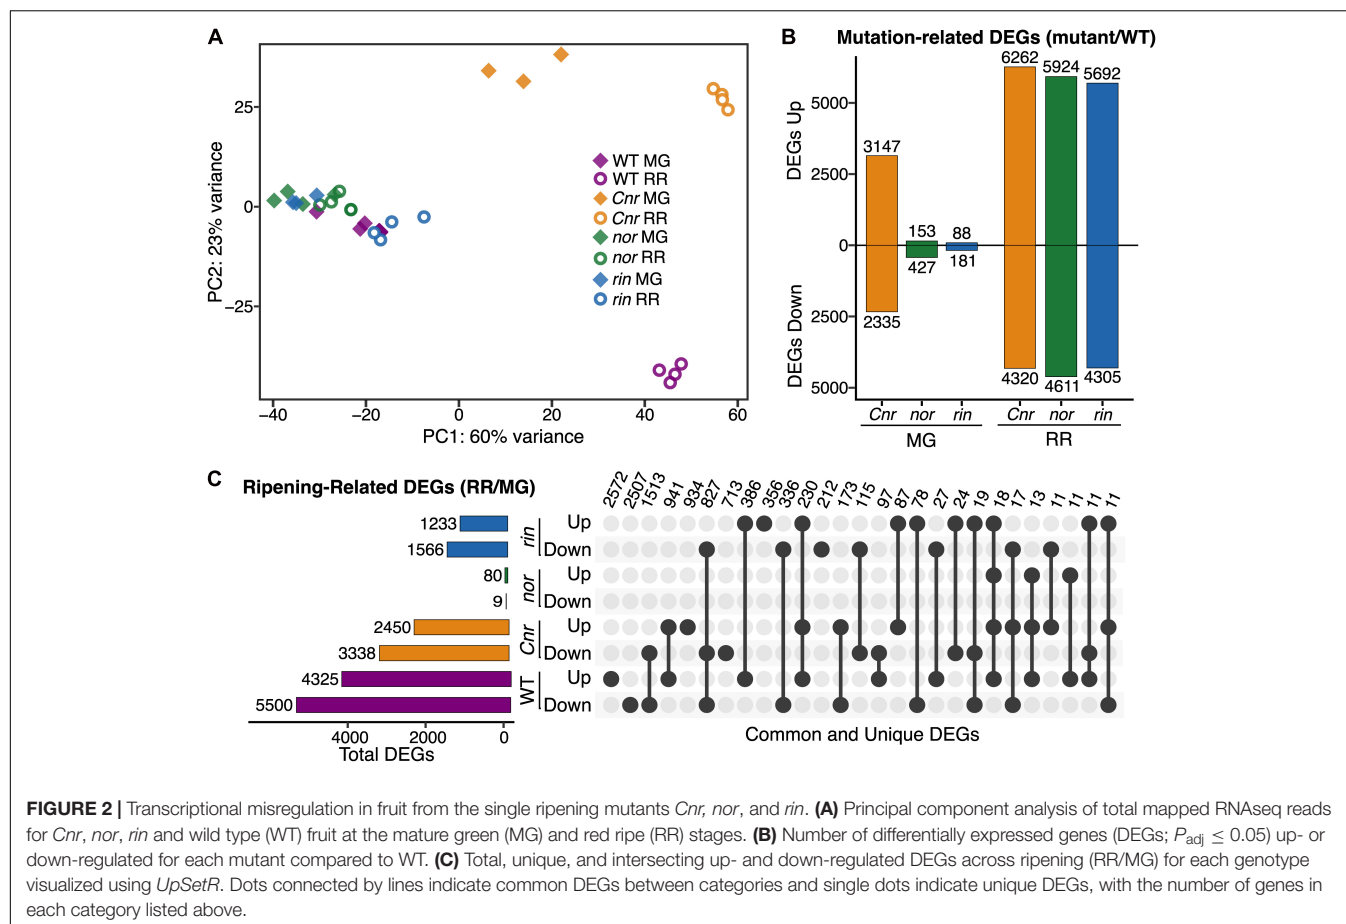 A
25
0
−25
PC2: 23% variance
−40 −20 0 20 40 60
PC1: 60% variance
WT MG
WT RR
Cnr MG
Cnr RR
nor MG
nor RR
rin MG
rin RR
B
Mutation-related DEGs (mutant/WT)
DEGs Up
DEGs Down
5000
2500
0
2500
5000
3147
153
88
6262
5924
5692
2335
427
181
4320
4611
4305
Cnr nor rin Cnr nor rin
MG RR
C
Ripening-Related DEGs (RR/MG)
2572 2507 1513 941 934 827 713 386 356 336 230 212 173 115 97 87 78 27 24 19 18 17 13 11 11 11 11
1233 rin Up
1566 Down
80 nor Up
9 Down
2450 Cnr Up
3338 Down
4325 WT Up
5500 Down
4000 2000 0
Total DEGs
Common and Unique DEGs
FIGURE 2 | Transcriptional misregulation in fruit from the single ripening mutants Cnr, nor, and rin. (A) Principal component analysis of total mapped RNAseq reads
for Cnr, nor, rin and wild type (WT) fruit at the mature green (MG) and red ripe (RR) stages. (B) Number of differentially expressed genes (DEGs; Padj ≤ 0.05) up- or
down-regulated for each mutant compared to WT. (C) Total, unique, and intersecting up- and down-regulated DEGs across ripening (RR/MG) for each genotype
visualized using UpSetR. Dots connected by lines indicate common DEGs between categories and single dots indicate unique DEGs, with the number of genes in
each category listed above.